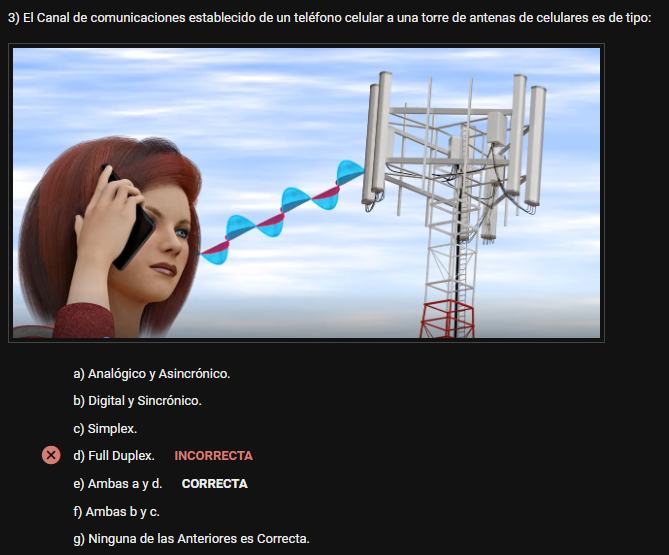 3) El Canal de comunicaciones establecido de un teléfono celular a una torre de antenas de celulares es de tipo:
a) Analógico y Asincrónico.
b) Digital y Sincrónico.
c) Simplex.
d) Full Duplex. INCORRECTA
e) Ambas a y d. CORRECTA
f) Ambas b y c.
g) Ninguna de las Anteriores es Correcta.